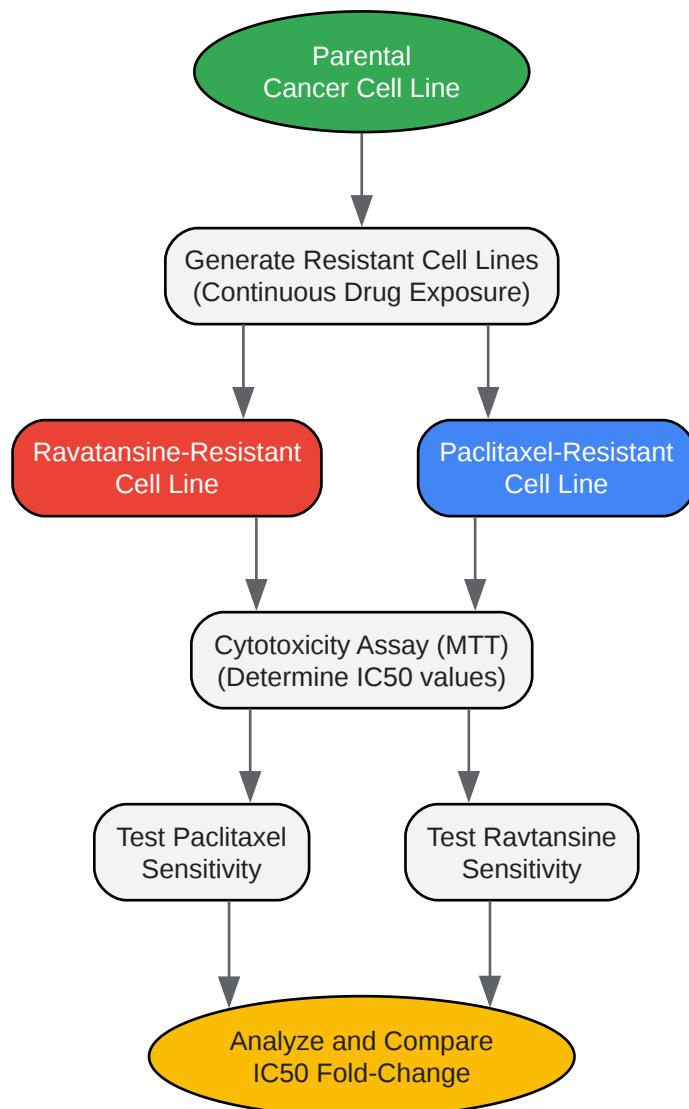 Parental
Cancer Cell Line
Generate Resistant Cell Lines
(Continuous Drug Exposure)
Ravatansine-Resistant
Cell Line
Paclitaxel-Resistant
Cell Line
Cytotoxicity Assay (MTT)
(Determine IC50 values)
Test Paclitaxel
Sensitivity
Test Ravtansine
Sensitivity
Analyze and Compare
IC50 Fold-Change